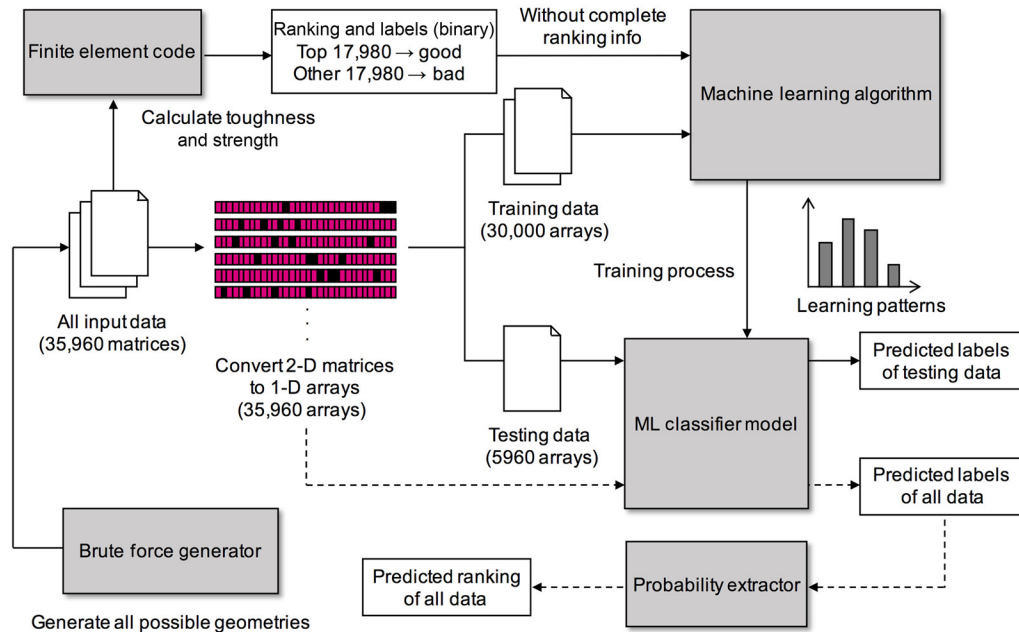 Finite element code
Ranking and labels (binary)
Top 17,980 → good
Other 17,980 → bad
Without complete
ranking info
Machine learning algorithm
Calculate toughness
and strength
Training data
(30,000 arrays)
Training process
Learning patterns
All input data
(35,960 matrices)
Convert 2-D matrices
to 1-D arrays
(35,960 arrays)
Testing data
(5960 arrays)
ML classifier model
Predicted labels
of testing data
Predicted labels
of all data
Brute force generator
Generate all possible geometries
Predicted ranking
of all data
Probability extractor